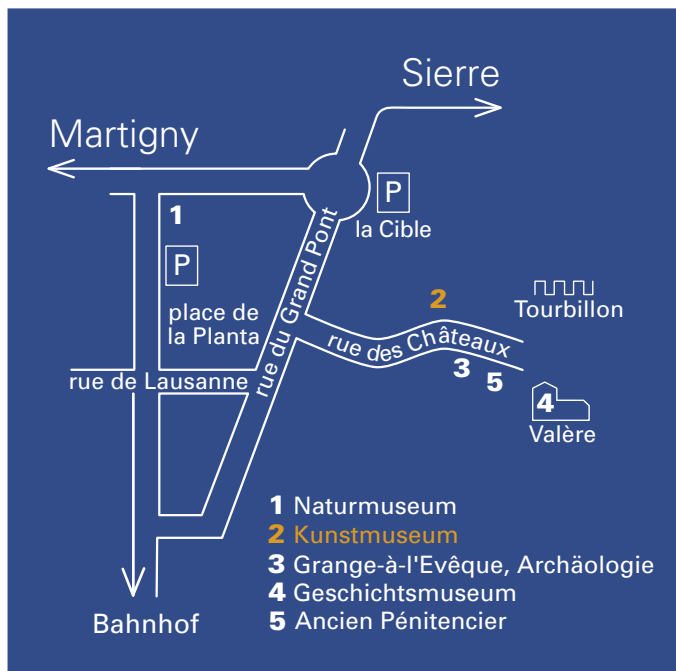 Sierre
Martigny
1
P
P
la Cible
place de
la Planta
rue du Grand Pont
2
Tourbillon
rue des Châteaux
3
5
rue de Lausanne
4
Valère
1 Naturmuseum
2 Kunstmuseum
3 Grange-à-l'Evêque, Archäologie
4 Geschichtsmuseum
5 Ancien Pénitencier
Bahnhof